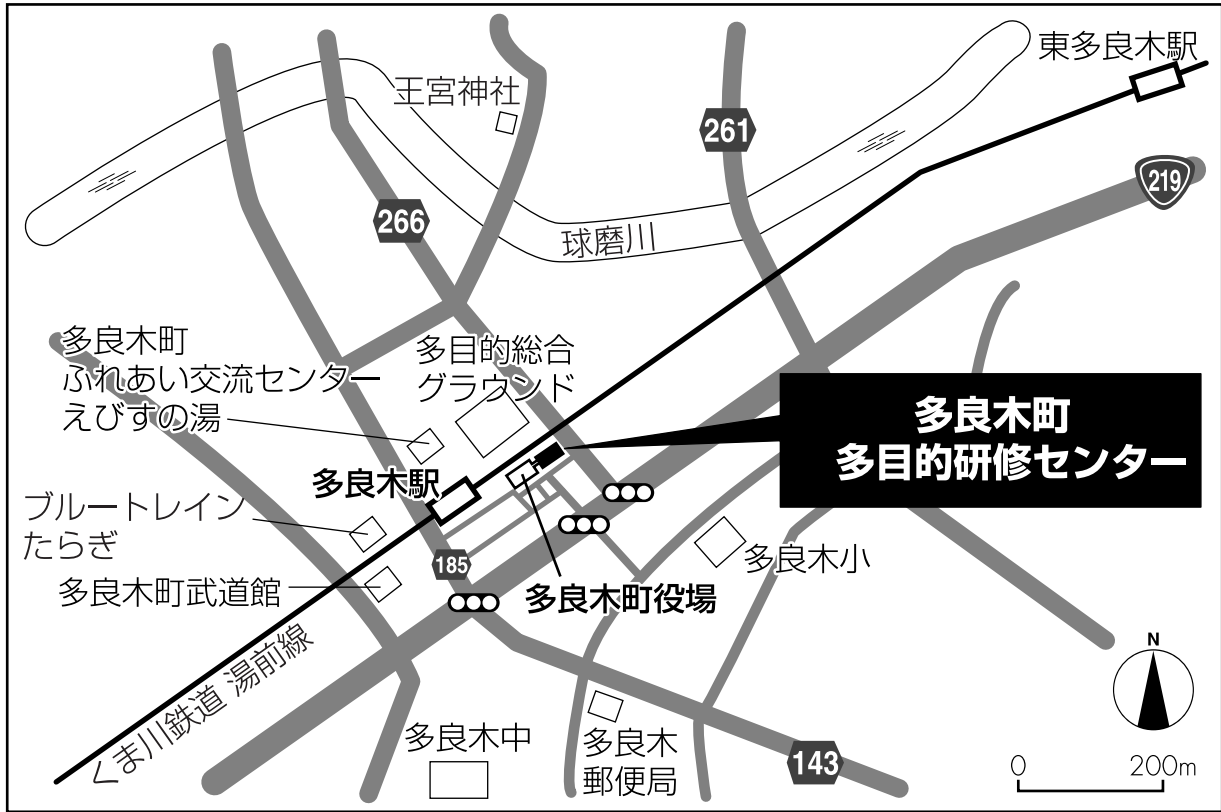 東多良木駅
王宮神社
261
219
266
球磨川
多良木町
ふれあい交流センター
えびすの湯
多目的総合
グラウンド
多良木町
多目的研修センター
多良木駅
ブルートレイン
たらぎ
185
多良木小
多良木町武道館
多良木町役場
くま川鉄道 湯前線
N
多良木中
多良木
郵便局
143
0
200m